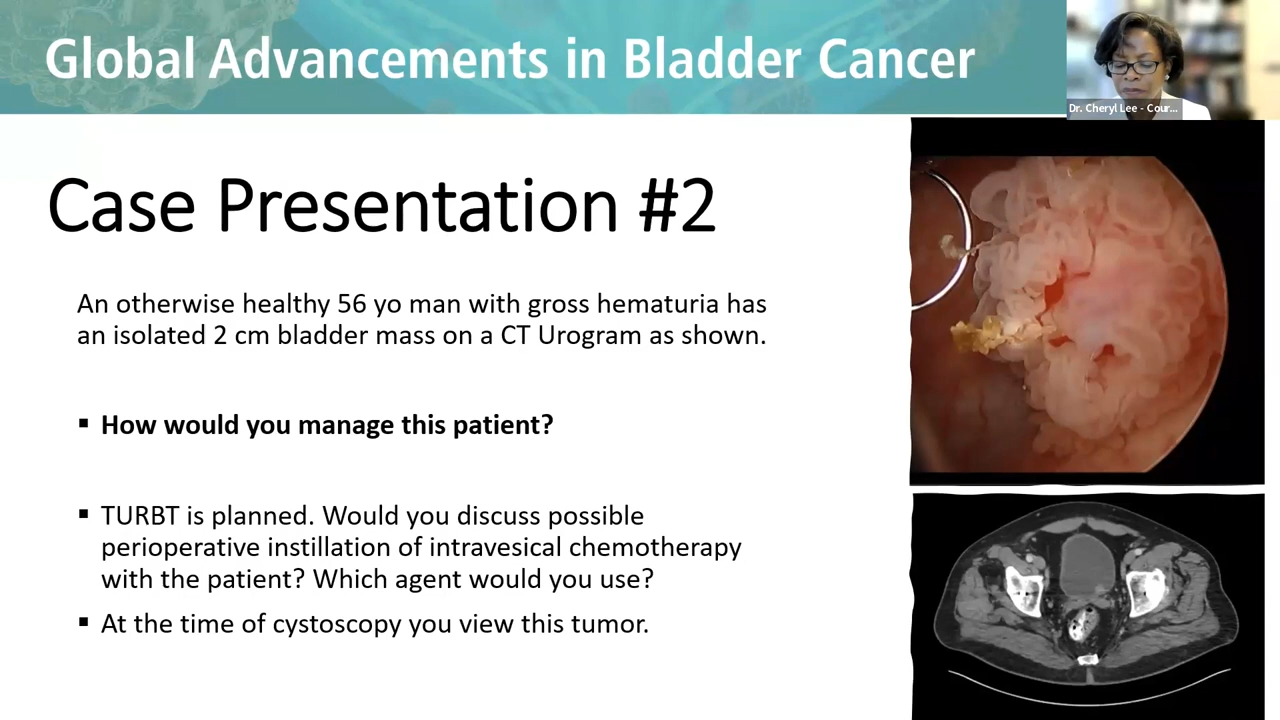 Global Advancements in Bladder Cancer
Dr. Cheryl Lee - Cour...
Case Presentation #2
An otherwise healthy 56 yo man with gross hematuria has
an isolated 2 cm bladder mass on a CT Urogram as shown.
▪ How would you manage this patient?
▪ TURBT is planned. Would you discuss possible
perioperative instillation of intravesical chemotherapy
with the patient? Which agent would you use?
▪ At the time of cystoscopy you view this tumor.